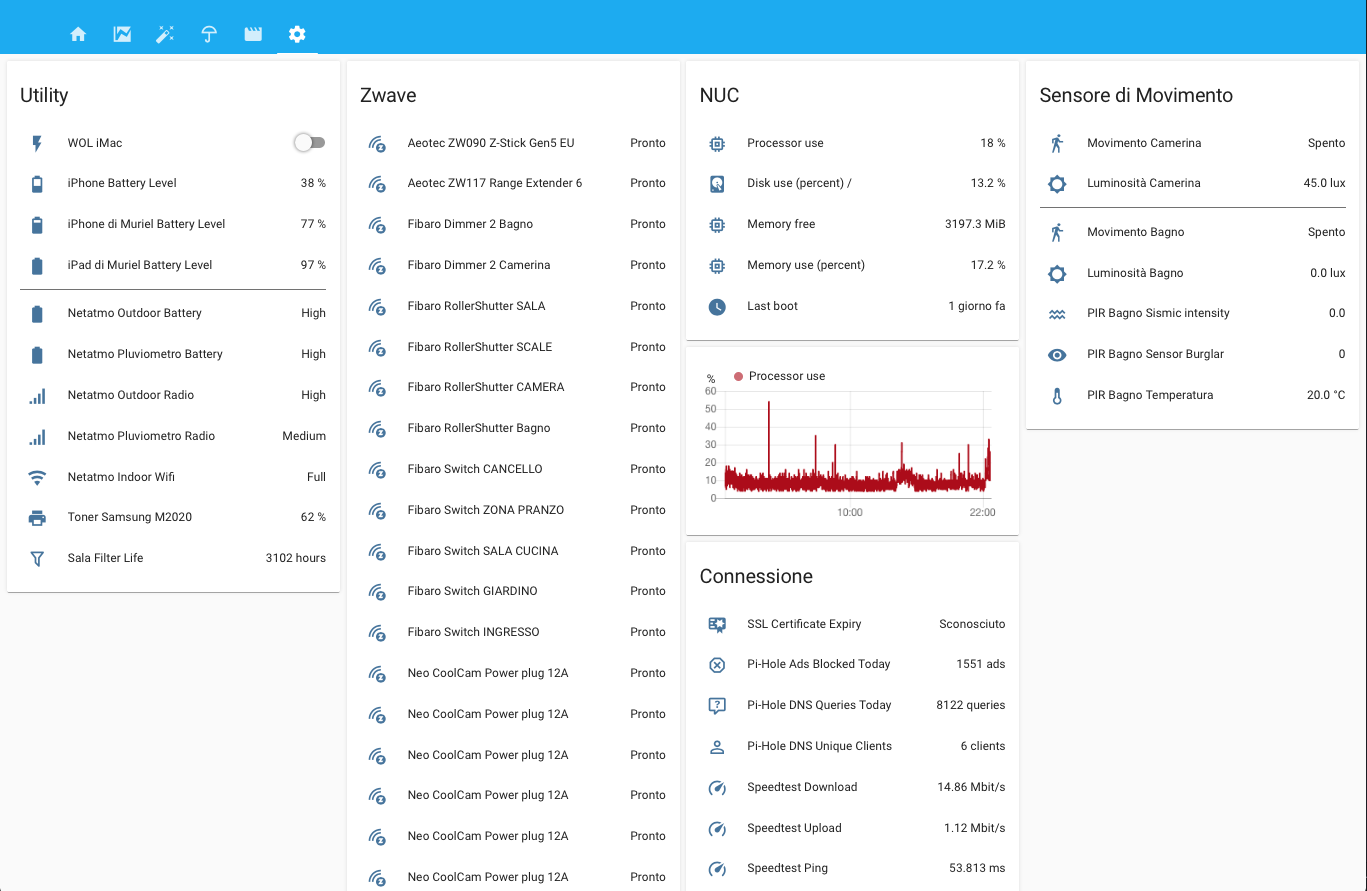 Utility
WOL iMac
iPhone Battery Level 38 %
iPhone di Muriel Battery Level 77 %
iPad di Muriel Battery Level 97 %
Netatmo Outdoor Battery High
Netatmo Pluviometro Battery High
Netatmo Outdoor Radio High
Netatmo Pluviometro Radio Medium
Netatmo Indoor Wifi Full
Toner Samsung M2020 62 %
Sala Filter Life 3102 hours
Zwave
Aeotec ZW090 Z-Stick Gen5 EU Pronto
Aeotec ZW117 Range Extender 6 Pronto
Fibaro Dimmer 2 Bagno Pronto
Fibaro Dimmer 2 Camerina Pronto
Fibaro RollerShutter SALA Pronto
Fibaro RollerShutter SCALE Pronto
Fibaro RollerShutter CAMERA Pronto
Fibaro RollerShutter Bagno Pronto
Fibaro Switch CANCELLO Pronto
Fibaro Switch ZONA PRANZO Pronto
Fibaro Switch SALA CUCINA Pronto
Fibaro Switch GIARDINO Pronto
Fibaro Switch INGRESSO Pronto
Neo CoolCam Power plug 12A Pronto
Neo CoolCam Power plug 12A Pronto
Neo CoolCam Power plug 12A Pronto
Neo CoolCam Power plug 12A Pronto
Neo CoolCam Power plug 12A Pronto
Neo CoolCam Power plug 12A Pronto
NUC
Processor use 18 %
Disk use (percent) / 13.2 %
Memory free 3197.3 MiB
Memory use (percent) 17.2 %
Last boot 1 giorno fa
% Processor use
60
50
40
30
20
10
0
10:00 22:00
Connessione
SSL Certificate Expiry Sconosciuto
Pi-Hole Ads Blocked Today 1551 ads
Pi-Hole DNS Queries Today 8122 queries
Pi-Hole DNS Unique Clients 6 clients
Speedtest Download 14.86 Mbit/s
Speedtest Upload 1.12 Mbit/s
Speedtest Ping 53.813 ms
Sensore di Movimento
Movimento Camerina Spento
Luminosità Camerina 45.0 lux
Movimento Bagno Spento
Luminosità Bagno 0.0 lux
PIR Bagno Sismic intensity 0.0
PIR Bagno Sensor Burglar 0
PIR Bagno Temperatura 20.0 °C